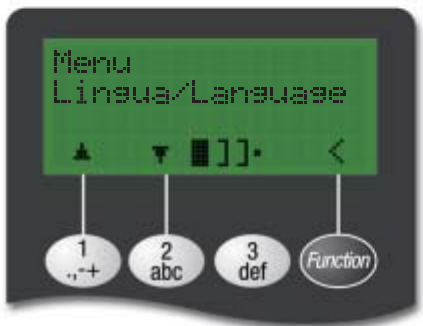 Menu
Lingua/Language
<
1 2 3
.,-+ abc def Function